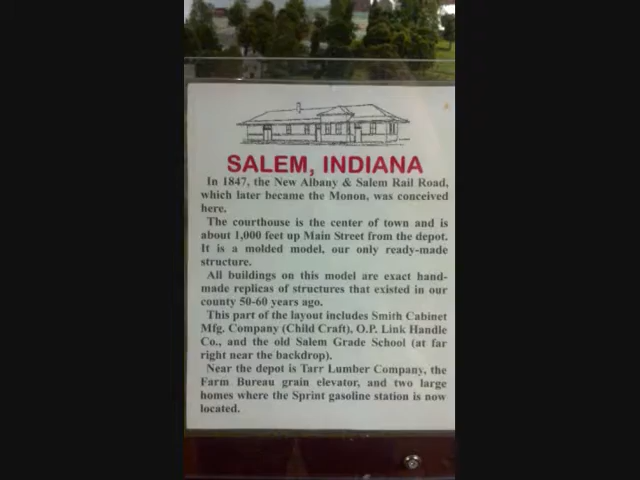 SALEM, INDIANA
In 1847, the New Albany & Salem Rail Road,
which later became the Monon, was conceived
here.
The courthouse is the center of town and is
about 1,000 feet up Main Street from the depot.
It is a molded model, our only ready-made
structure.
All buildings on this model are exact hand-
made replicas of structures that existed in our
county 50-60 years ago.
This part of the layout includes Smith Cabinet
Mfg. Company (Child Craft), O.P. Link Handle
Co., and the old Salem Grade School (at far
right near the backdrop).
Near the depot is Tarr Lumber Company, the
Farm Bureau grain elevator, and two large
homes where the Sprint gasoline station is now
located.